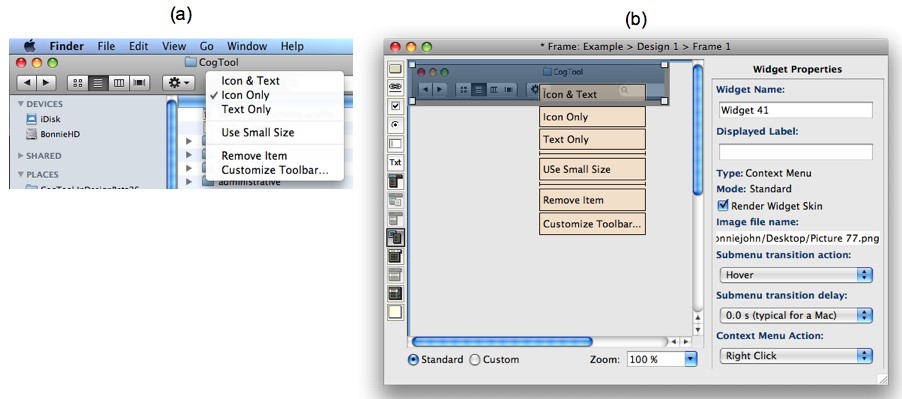 (a)
Finder File Edit View Go Window Help
CogTool
Icon & Text
✓ Icon Only
Text Only
Use Small Size
Remove Item
Customize Toolbar...
DEVICES
iDisk
BonnieHD
SHARED
PLACES
administrative
(b)
* Frame: Example > Design 1 > Frame 1
CogTool
Icon & Text
Icon Only
Text Only
USe Small Size
Remove Item
Customize Toolbar...
Txt
Standard Custom Zoom: 100 %
Widget Properties
Widget Name:
Widget 41
Displayed Label:
Type: Context Menu
Mode: Standard
Render Widget Skin
Image file name:
onniejohn/Desktop/Picture 77.png
Submenu transition action:
Hover
Submenu transition delay:
0.0 s (typical for a Mac)
Context Menu Action:
Right Click